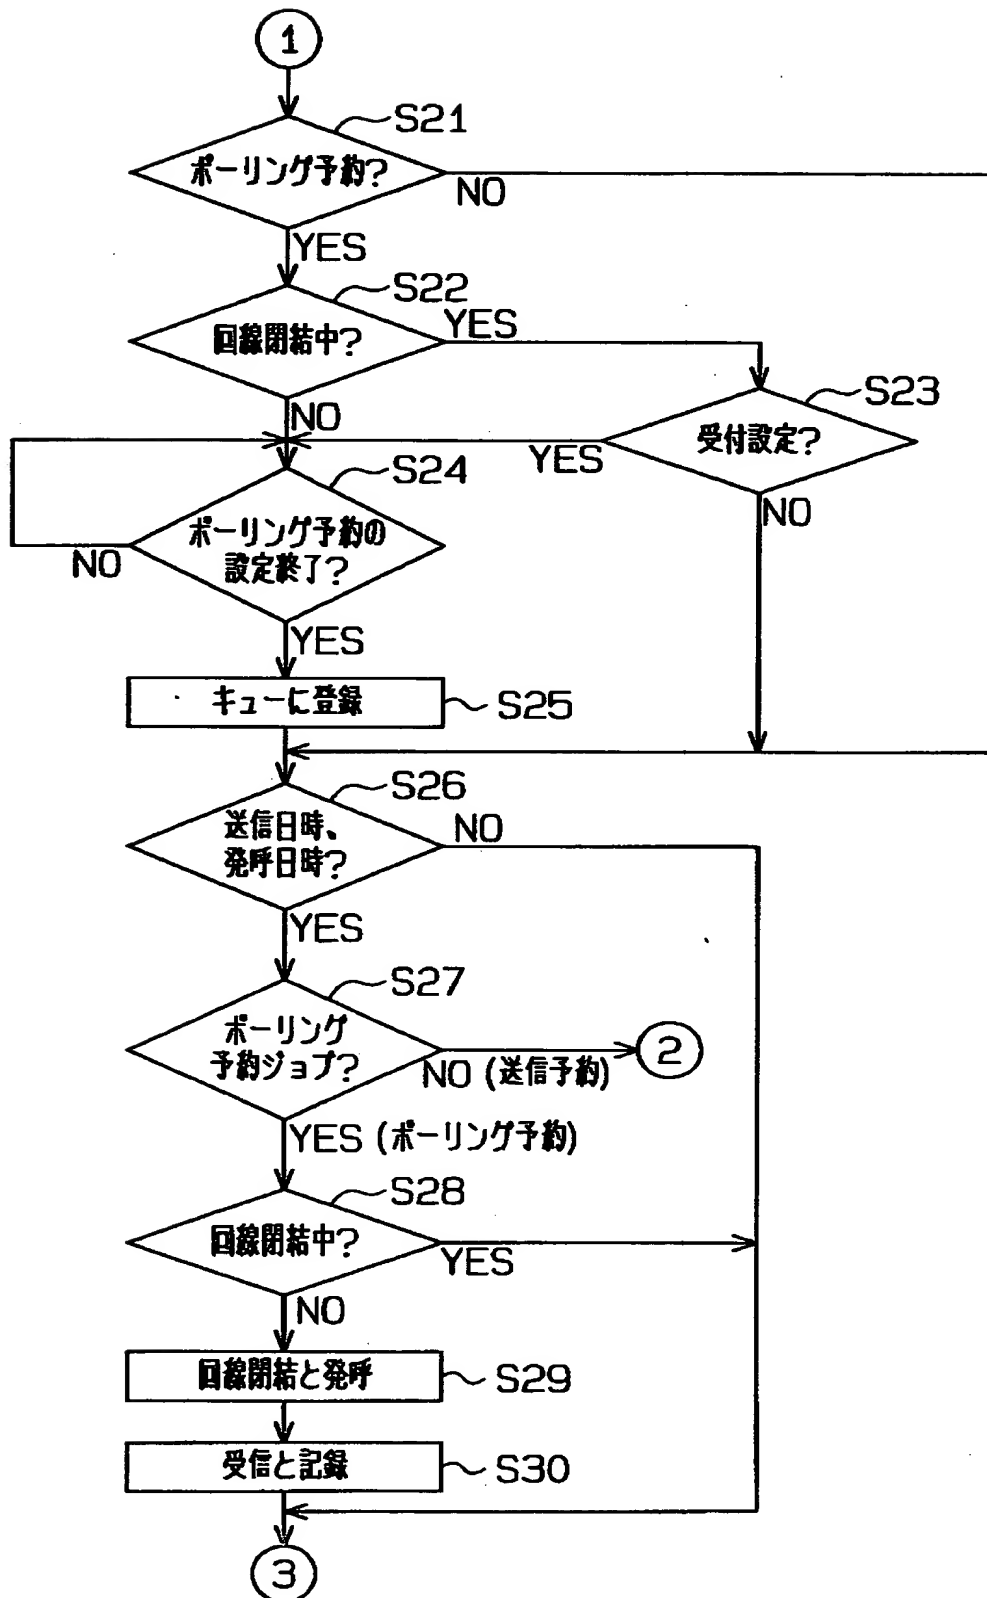 1
S21
ポーリング予約?
NO
YES
S22
回線閉結中?
YES
NO
S23
受付設定?
YES
NO
S24
ポーリング予約の
設定終了?
NO
YES
キューに登録
S25
S26
送信日時、
発呼日時?
NO
YES
S27
ポーリング
予約ジョブ?
NO (送信予約)
2
YES (ポーリング予約)
S28
回線閉結中?
YES
NO
回線閉結と発呼
S29
受信と記録
S30
3